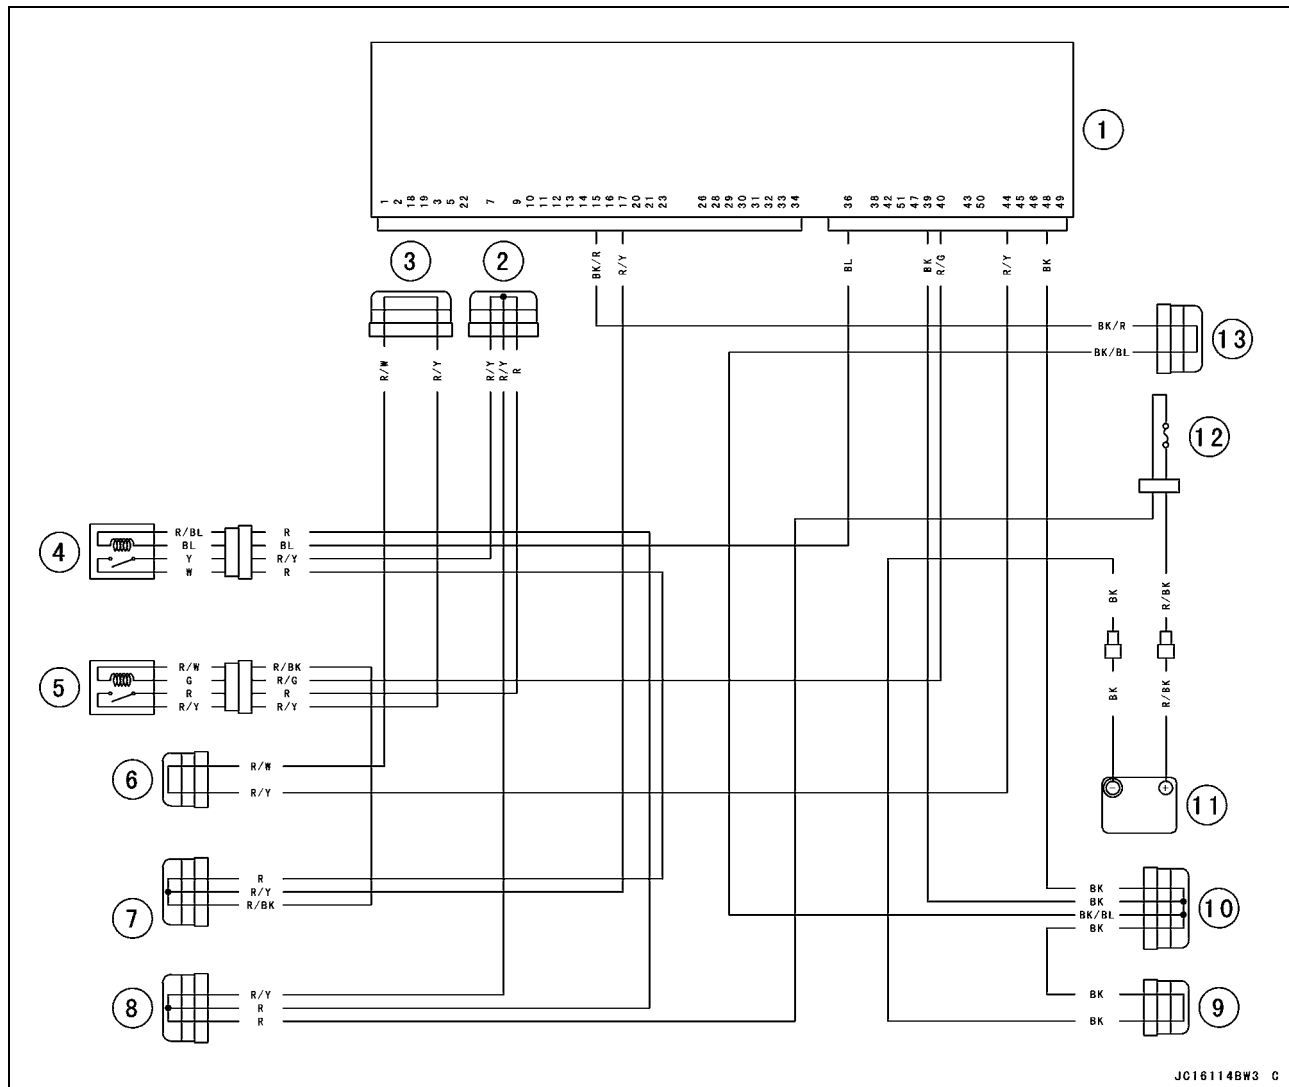 1
1 2 18 19 3 5 22 7 9 10 11 12 13 14 15 16 17 20 21 23 26 28 29 30 31 32 33 34 36 38 42 51 47 39 40 43 50 44 45 46 48 49
3
2
BK/R
R/Y
BL
BK
R/G
R/Y
BK
BK/R
13
BK/BL
R/W
R/Y
R/Y
R/Y
R
12
4
R/BL R
BL BL
Y R/Y
W R
BK
R/BK
5
R/W R/BK
G R/G
R R
R/Y R/Y
BK
R/BK
6
R/W
R/Y
− +
11
7
R
R/Y
R/BK
BK
BK
BK/BL
BK
10
8
R/Y
R
R
BK
BK
9
JC16114BW3 C